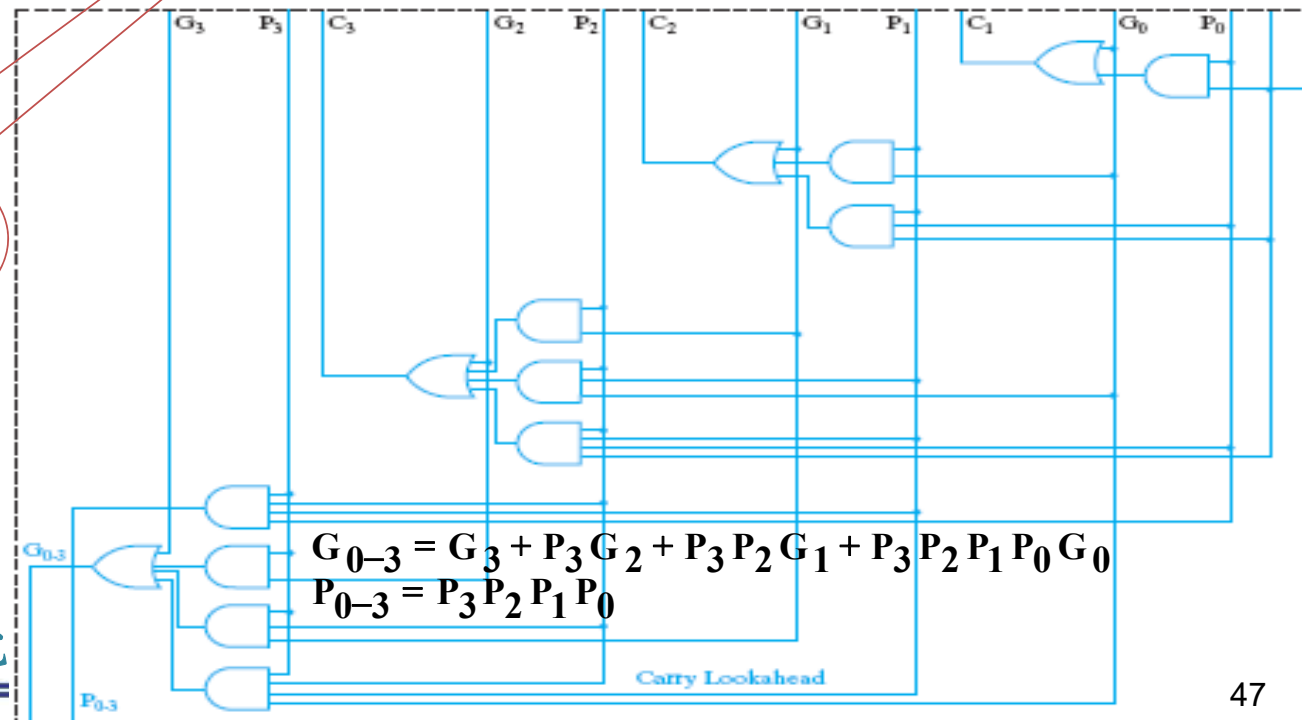 G3 P3 C3 G2 P2 C2 G1 P1 C1 G0 P0
G0-3
G0–3 = G3 + P3 G2 + P3 P2 G1 + P3 P2 P1 P0 G0
P0–3 = P3 P2 P1 P0
Carry Lookahead
P0-3
47